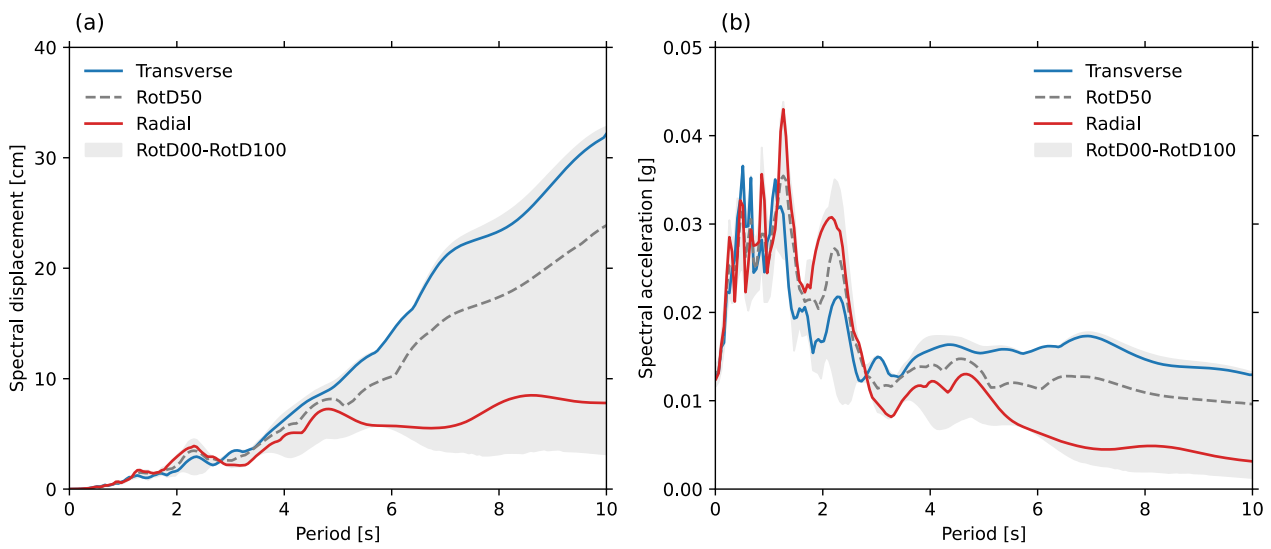 (a)
40
30
20
10
0
Spectral displacement [cm]
Transverse
RotD50
Radial
RotD00-RotD100
0 2 4 6 8 10
Period [s]
(b)
0.05
0.04
0.03
0.02
0.01
0.00
Spectral acceleration [g]
Transverse
RotD50
Radial
RotD00-RotD100
0 2 4 6 8 10
Period [s]